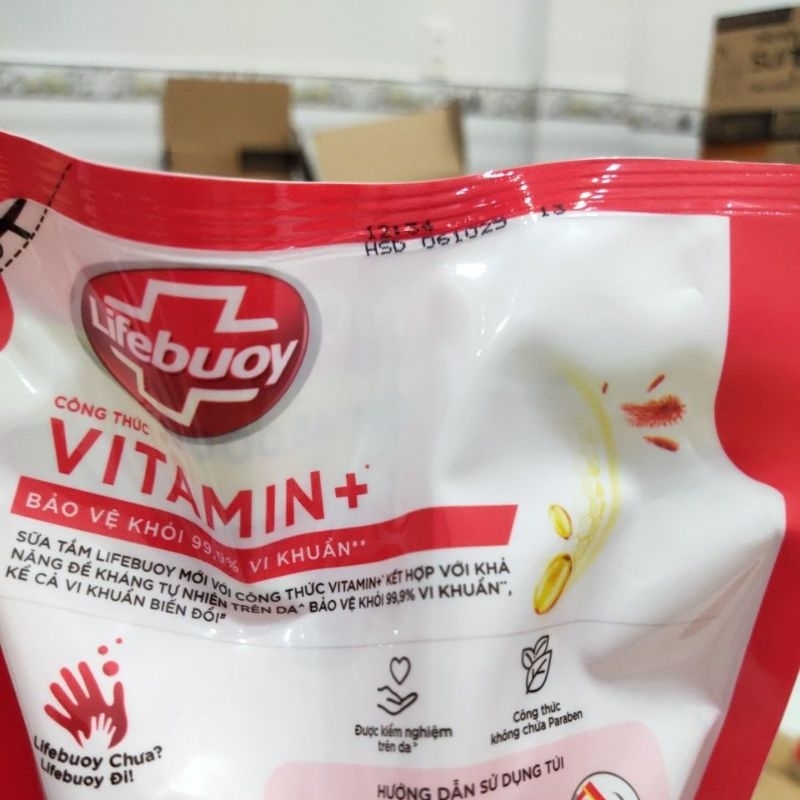 12:34 13
HSD 061025
Lifebuoy
CÔNG THỨC
VITAMIN+*
BẢO VỆ KHỎI 99,9% VI KHUẨN**
SỮA TẮM LIFEBUOY MỚI VỚI CÔNG THỨC VITAMIN+* KẾT HỢP VỚI KHẢ
NĂNG ĐỀ KHÁNG TỰ NHIÊN TRÊN DA^ BẢO VỆ KHỎI 99,9% VI KHUẨN**,
KỂ CẢ VI KHUẨN BIẾN ĐỔI#
Lifebuoy Chưa?
Lifebuoy Đi!
Được kiểm nghiệm
trên da
Công thức
không chứa Paraben
HƯỚNG DẪN SỬ DỤNG TÚI